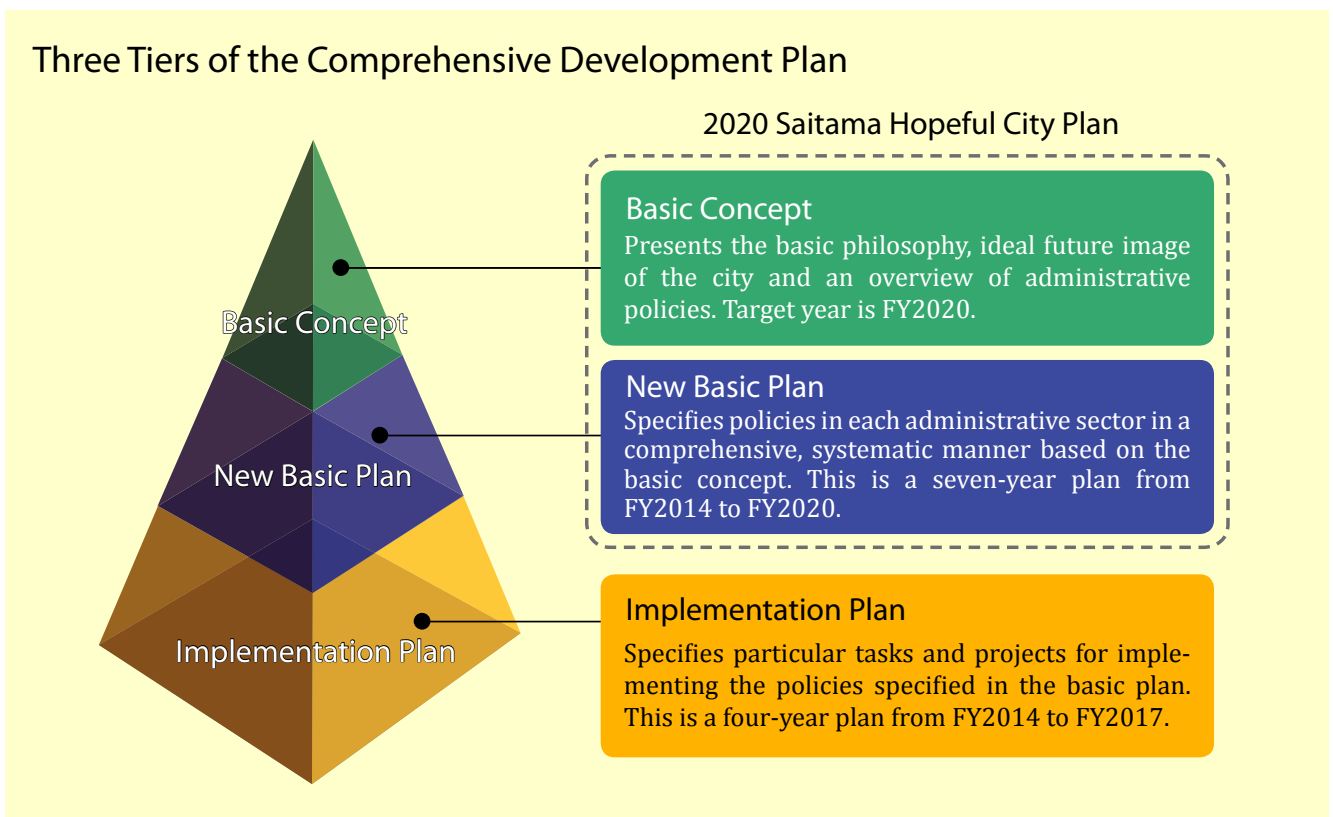 Three Tiers of the Comprehensive Development Plan
2020 Saitama Hopeful City Plan
Basic Concept
New Basic Plan
Implementation Plan
Basic Concept
Presents the basic philosophy, ideal future image
of the city and an overview of administrative
policies. Target year is FY2020.
New Basic Plan
Specifies policies in each administrative sector in a
comprehensive, systematic manner based on the
basic concept. This is a seven-year plan from
FY2014 to FY2020.
Implementation Plan
Specifies particular tasks and projects for imple-
menting the policies specified in the basic plan.
This is a four-year plan from FY2014 to FY2017.